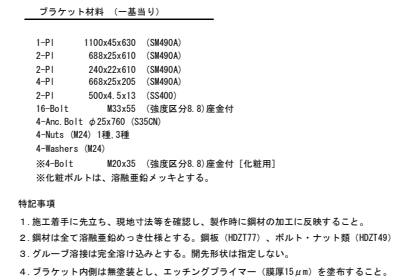 ブラケット材料 （一基当り）
1-Pl 1100x45x630 (SM490A)
2-Pl 688x25x610 (SM490A)
2-Pl 240x22x610 (SM490A)
4-Pl 668x25x205 (SM490A)
2-Pl 500x4.5x13 (SS400)
16-Bolt M33x55 (強度区分8.8)座金付
4-Anc.Bolt φ25x760 (S35CN)
4-Nuts (M24) 1種,3種
4-Washers (M24)
※4-Bolt M20x35 (強度区分8.8)座金付 [化粧用]
※化粧ボルトは、溶融亜鉛メッキとする。
特記事項
1.施工着手に先立ち、現地寸法等を確認し、製作時に鋼材の加工に反映すること。
2.鋼材は全て溶融亜鉛めっき仕様とする。鋼板（HDZT77）、ボルト・ナット類（HDZT49)
3.グルーブ溶接は完全溶け込みとする。開先形状は指定しない。
4.ブラケット内側は無塗装とし、エッチングプライマー（膜厚15μm）を塗布すること。